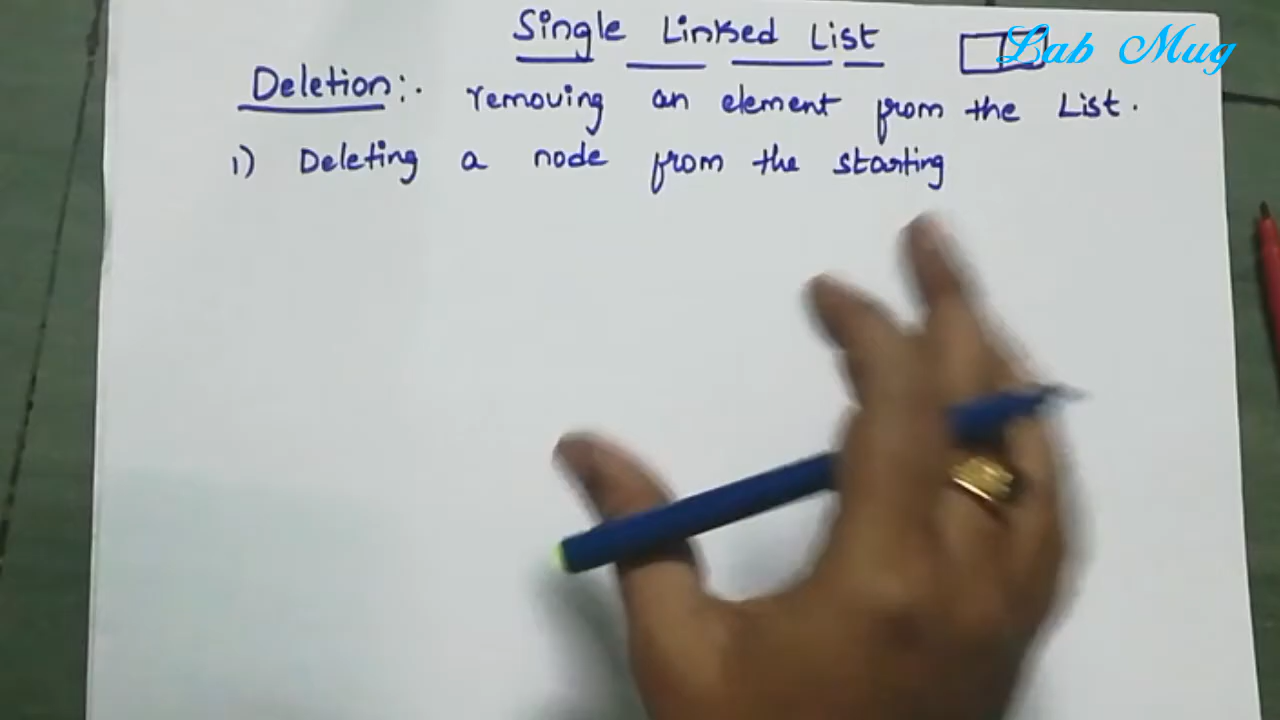 Single Linked List
Lab Mug
Deletion:. removing an element from the List.
1) Deleting a node from the starting